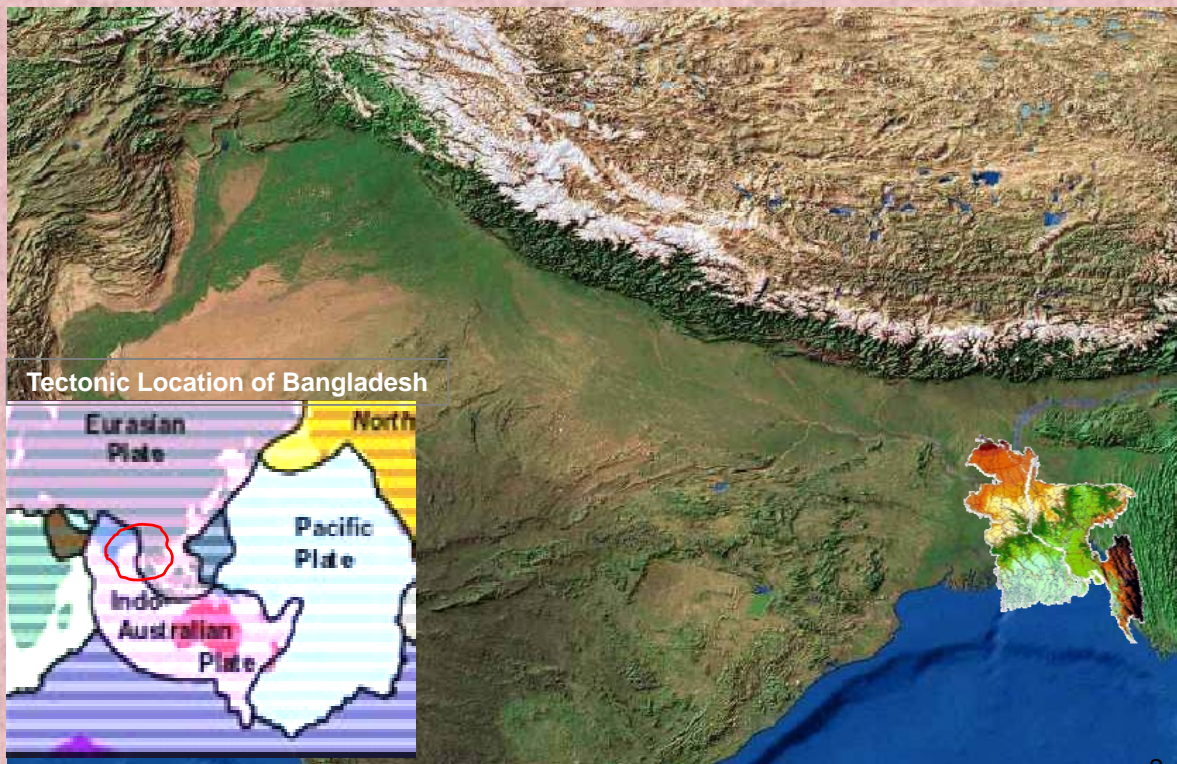 Tectonic Location of Bangladesh
Eurasian
Plate
North
Pacific
Plate
Indo
Australian
Plate